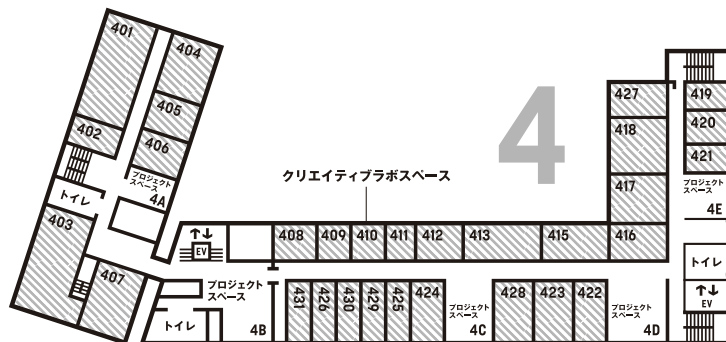 401
404
405
402
406
プロジェクト
スペース
4A
トイレ
403
407
クリエイティブラボスペース
4
EV
408
409
410
411
412
413
415
416
417
418
427
419
420
421
プロジェクト
スペース
4E
トイレ
EV
プロジェクト
スペース
4B
トイレ
431
426
430
429
425
424
プロジェクト
スペース
4C
428
423
422
プロジェクト
スペース
4D